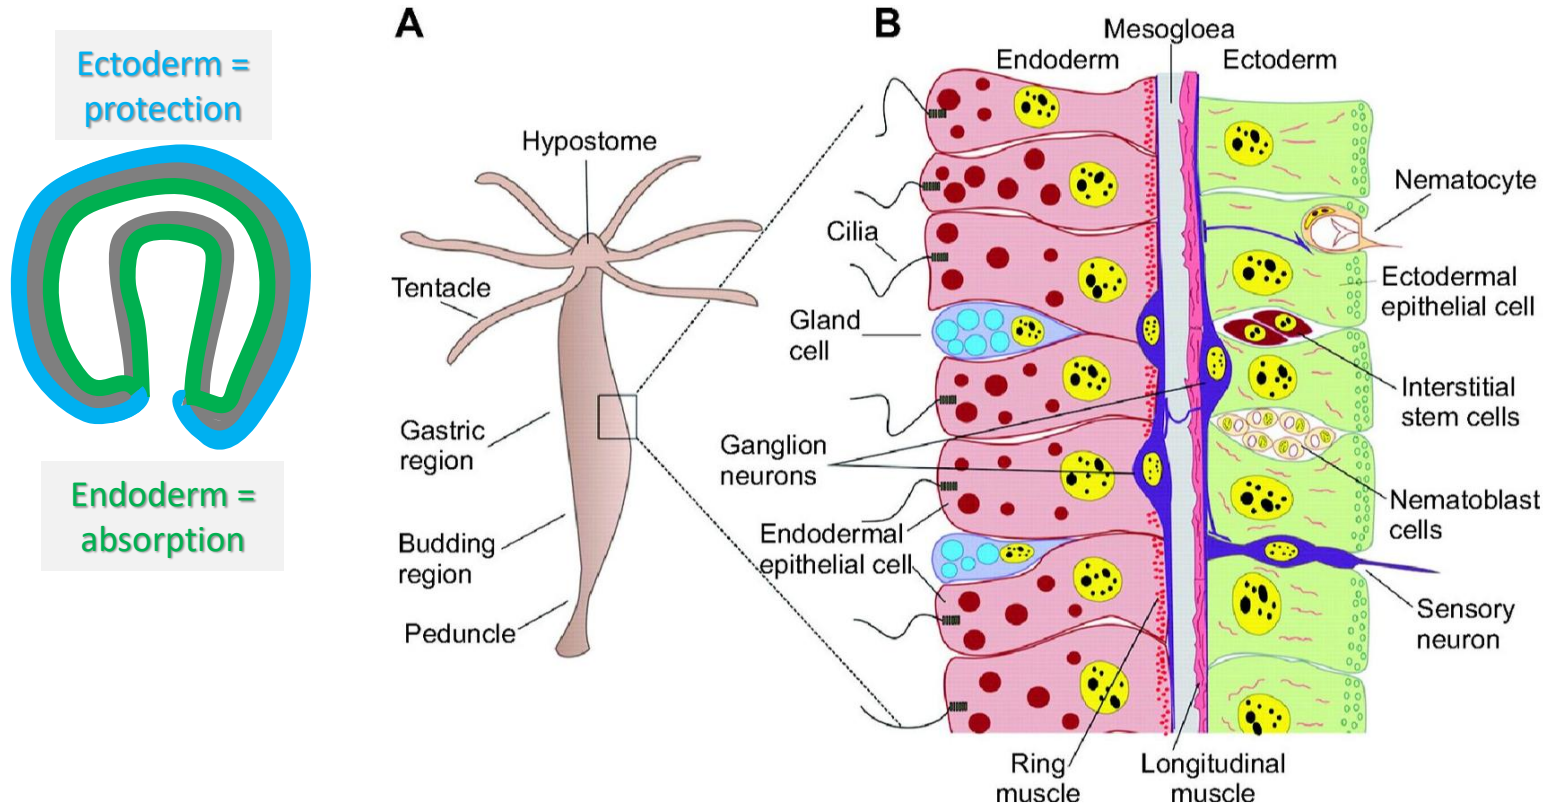 Ectoderm =
protection
Endoderm =
absorption
A
Hypostome
Tentacle
Gastric
region
Budding
region
Peduncle
B
Mesogloea
Endoderm
Ectoderm
Cilia
Gland
cell
Ganglion
neurons
Endodermal
epithelial cell
Ring
muscle
Longitudinal
muscle
Nematocyte
Ectodermal
epithelial cell
Interstitial
stem cells
Nematoblast
cells
Sensory
neuron